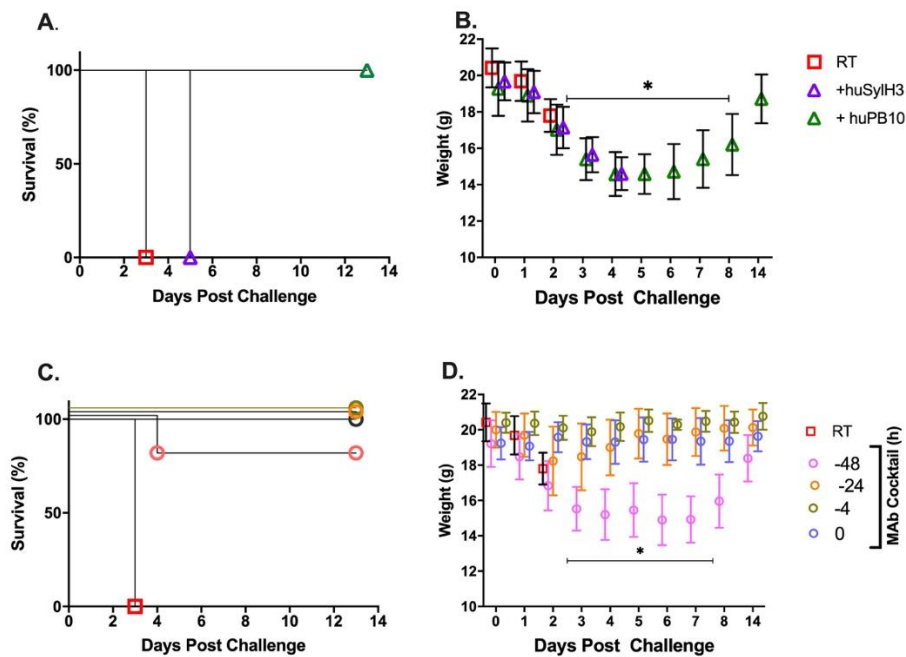 A.
Survival (%)
100
50
0
0 2 4 6 8 10 12 14
Days Post Challenge
B.
Weight (g)
22
20
18
16
14
12
10
*
0 1 2 3 4 5 6 7 8 14
Days Post Challenge
RT
+huSylH3
+ huPB10
C.
Survival (%)
100
50
0
0 2 4 6 8 10 12 14
Days Post Challenge
D.
Weight (g)
22
20
18
16
14
12
10
*
0 1 2 3 4 5 6 7 8 14
Days Post Challenge
RT
-48
-24
-4
0
MAb Cocktail (h)